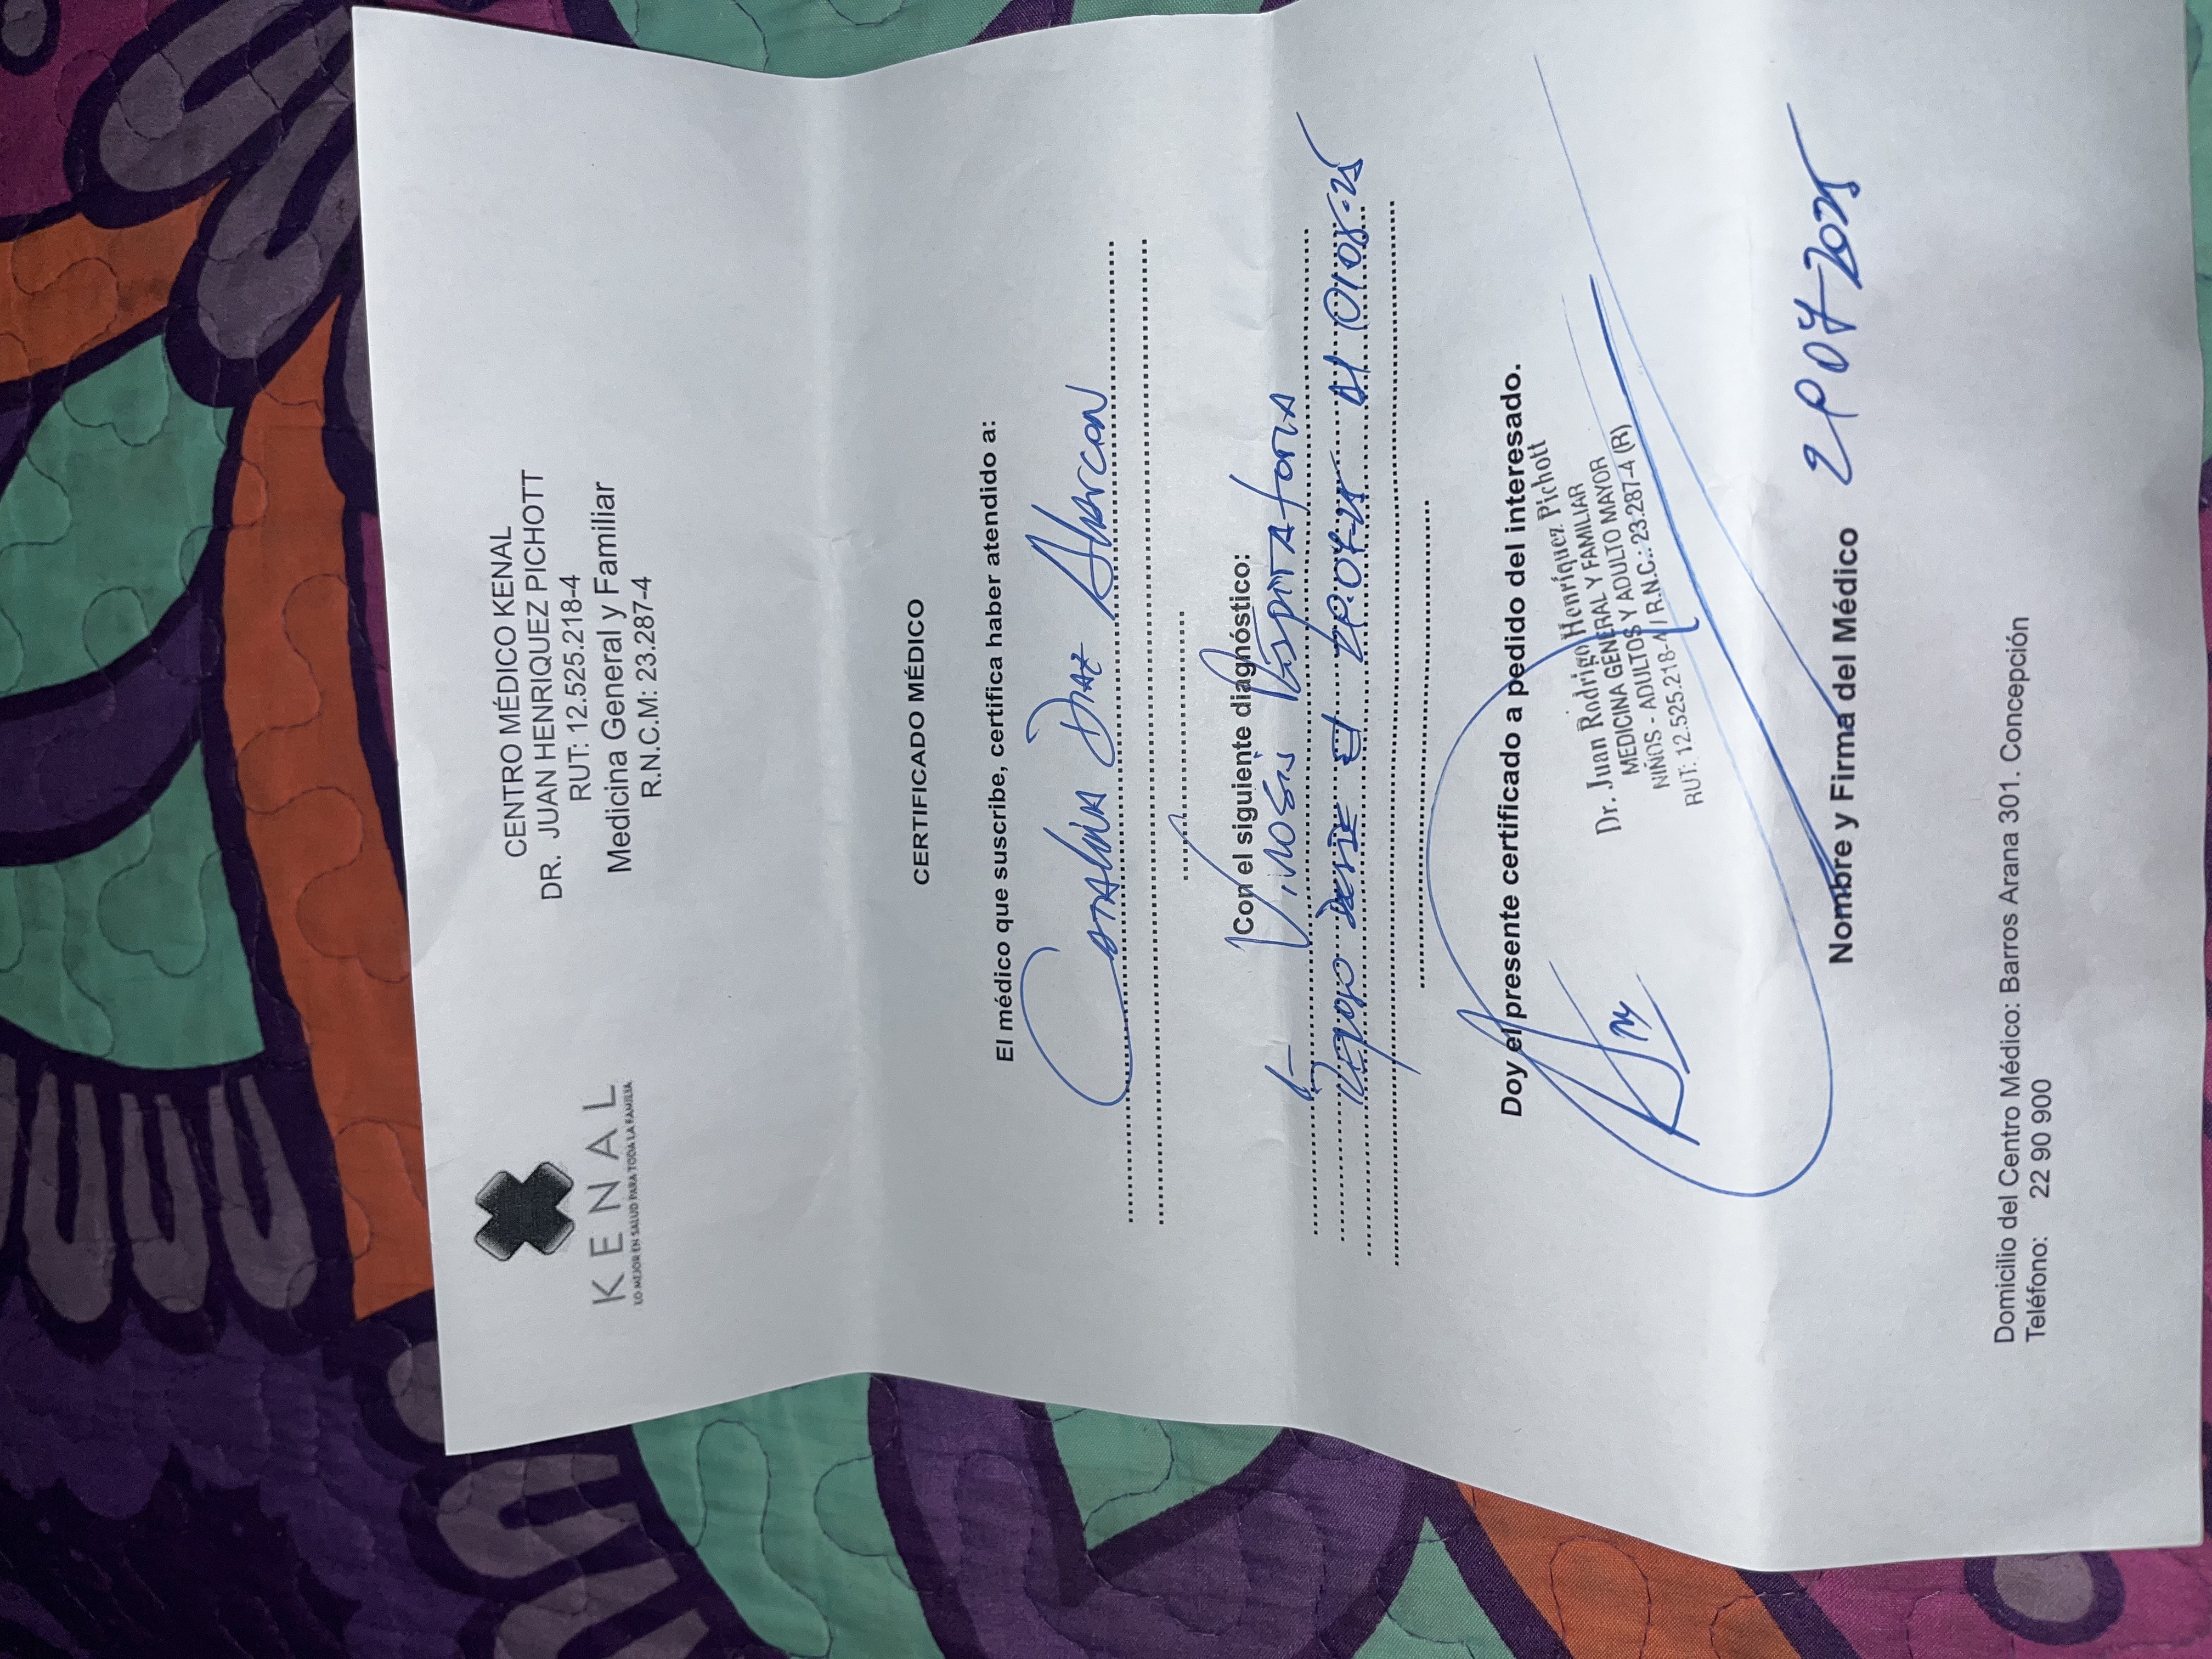 KENAL
LO MEJOR EN SALUD PARA TODA LA FAMILIA
CENTRO MÉDICO KENAL
DR. JUAN HENRIQUEZ PICHOTT
RUT: 12.525.218-4
Medicina General y Familiar
R.N.C.M: 23.287-4
CERTIFICADO MÉDICO
El médico que suscribe, certifica haber atendido a:
Catalina Diaz Alarcon
Con el siguiente diagnóstico:
Virosis Respiratoria
Reposo desde el 28.07.25 al 01.08.25
Doy el presente certificado a pedido del interesado.
Dr. Juan Rodrigo Henríquez Pichott
MEDICINA GENERAL Y FAMILIAR
NIÑOS - ADULTOS Y ADULTO MAYOR
RUT: 12.525.218-4 / R.N.C.: 23.287-4 (R)
Nombre y Firma del Médico 28 07 2025
Domicilio del Centro Médico: Barros Arana 301. Concepción
Teléfono: 22 90 900